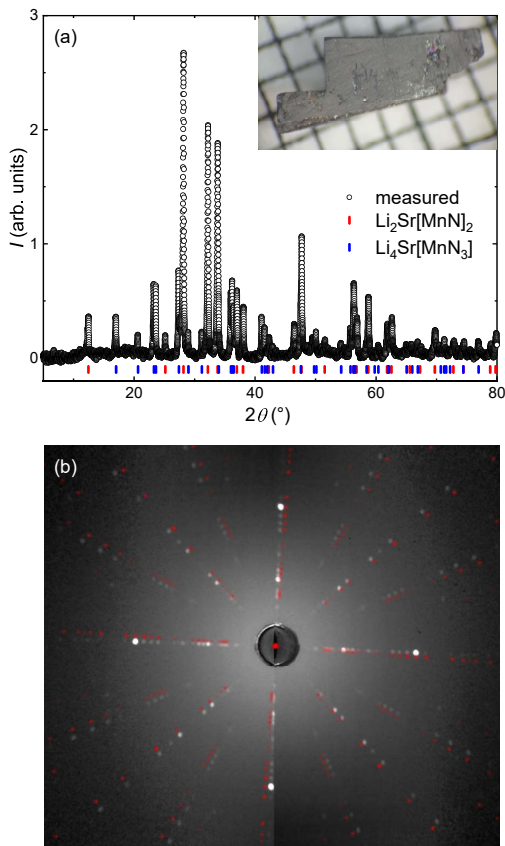 (a)
3
2
1
0
I (arb. units)
measured
Li₂Sr[MnN]₂
Li₄Sr[MnN₃]
20 40 60 80
2θ (°)
(b)